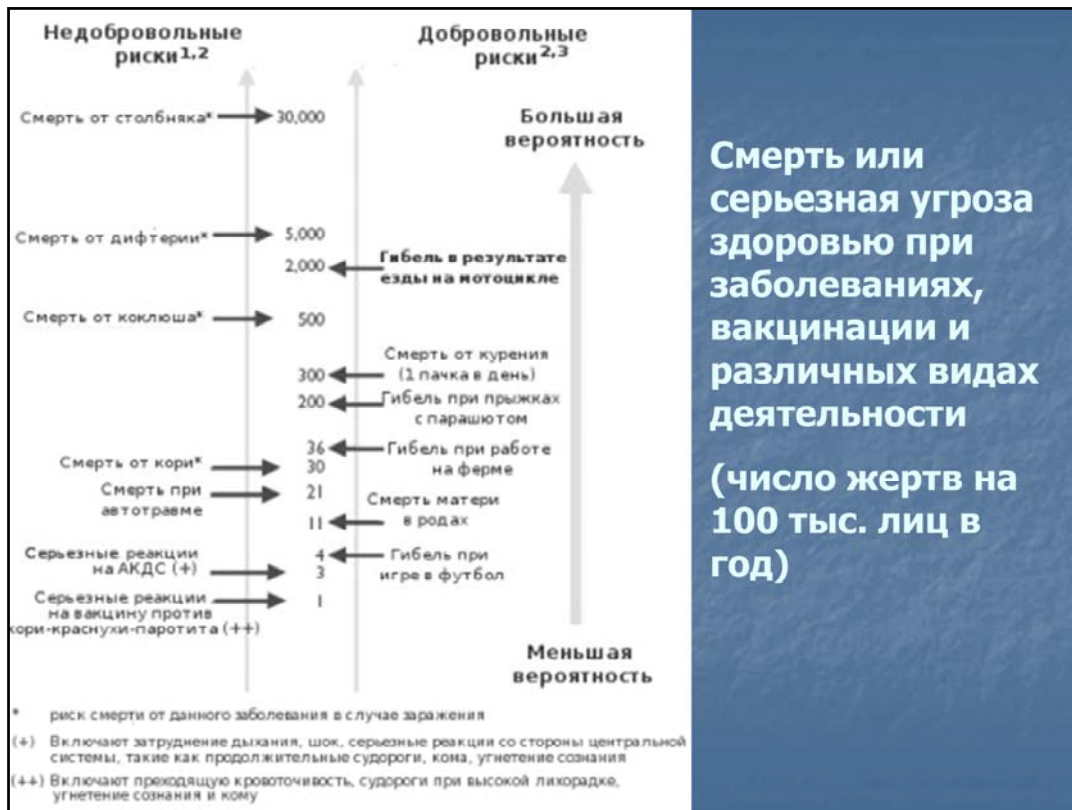 Недобровольные
риски1,2
Добровольные
риски2,3
Смерть от столбняка*
30,000
Большая
вероятность
Смерть от дифтерии*
5,000
2,000
Гибель в результате
езды на мотоцикле
Смерть от коклюша*
500
300
Смерть от курения
(1 пачка в день)
200
Гибель при прыжках
с парашютом
36
Гибель при работе
на ферме
Смерть от кори*
30
Смерть при
автотравме
21
Смерть матери
в родах
11
Серьезные реакции
на АКДС (+)
4
3
Гибель при
игре в футбол
Серьезные реакции
на вакцину против
кори-краснухи-паротита (++)
1
Меньшая
вероятность
* риск смерти от данного заболевания в случае заражения
(+) Включают затруднение дыхания, шок, серьезные реакции со стороны центральной
системы, такие как продолжительные судороги, кома, угнетение сознания
(++) Включают преходящую кровоточивость, судороги при высокой лихорадке,
угнетение сознания и кому
Смерть или
серьезная угроза
здоровью при
заболеваниях,
вакцинации и
различных видах
деятельности
(число жертв на
100 тыс. лиц в
год)